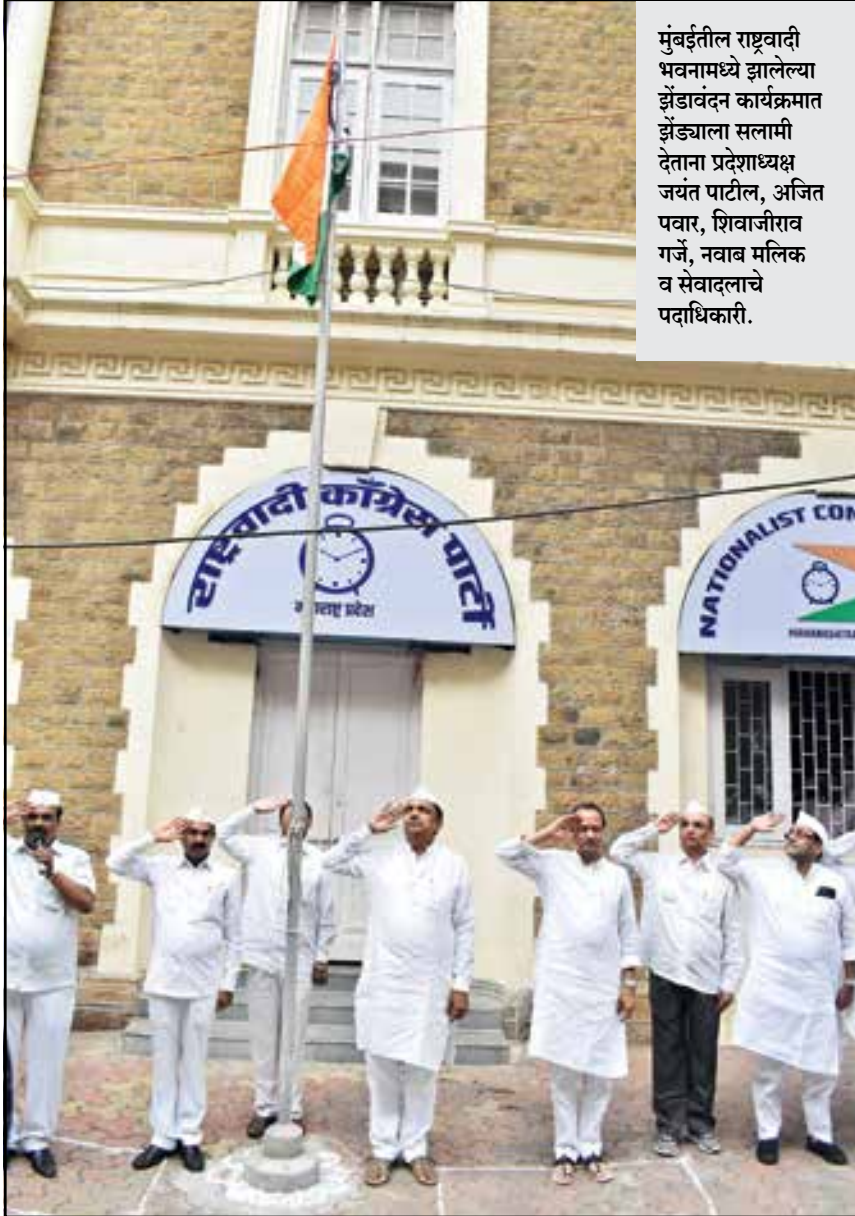 मुंबईतील राष्ट्रवादी
भवनामध्ये झालेल्या
झेंडावंदन कार्यक्रमात
झेंड्याला सलामी
देताना प्रदेशाध्यक्ष
जयंत पाटील, अजित
पवार, शिवाजीराव
गर्जे, नवाब मलिक
व सेवादलाचे
पदाधिकारी.
राष्ट्रवादी काँग्रेस पार्टी
प्रदेश
NATIONALIST CON